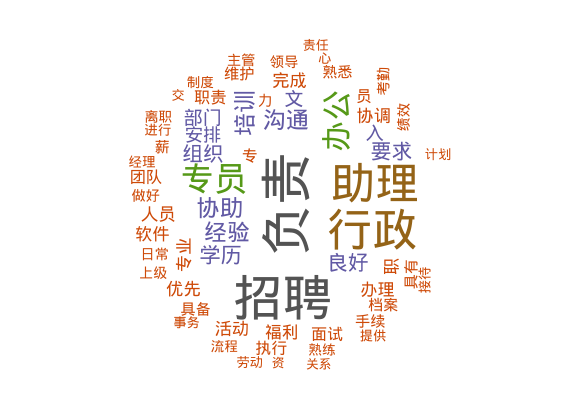 责任
主管
领导
心
熟悉
制度
维护
完成
考勤
交
职责
力
文
员
离职
进行
部门
安排
培训
沟通
办公
协调
绩效
入
薪
组织
专
要求
计划
经理
团队
专员
负责
助理
做好
人员
协助
行政
软件
经验
日常
专业
学历
良好
职
具有
接待
上级
优先
招聘
办理
档案
具备
事务
活动
福利
面试
手续
提供
流程
执行
熟练
劳动
资
关系